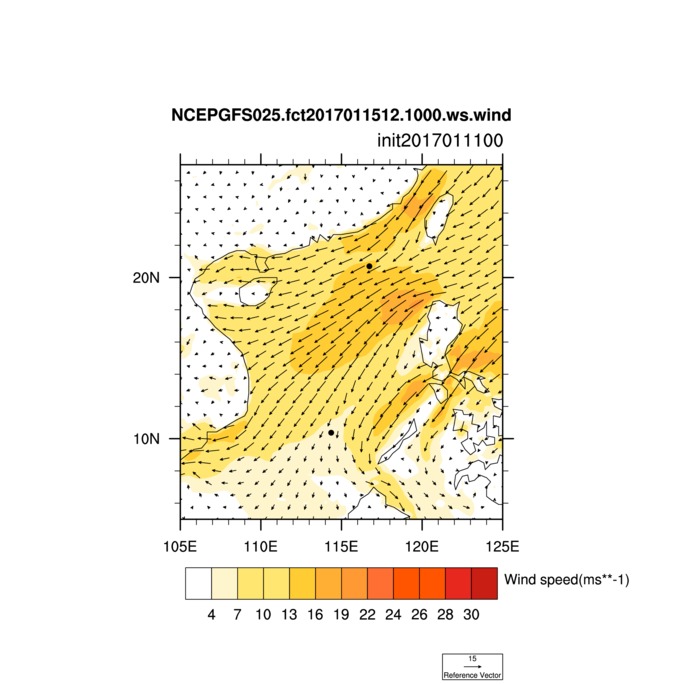 NCEPGFS025.fct2017011512.1000.ws.wind
init2017011100
20N
10N
105E 110E 115E 120E 125E
Wind speed(ms**-1)
4 7 10 13 16 19 22 24 26 28 30
15
Reference Vector